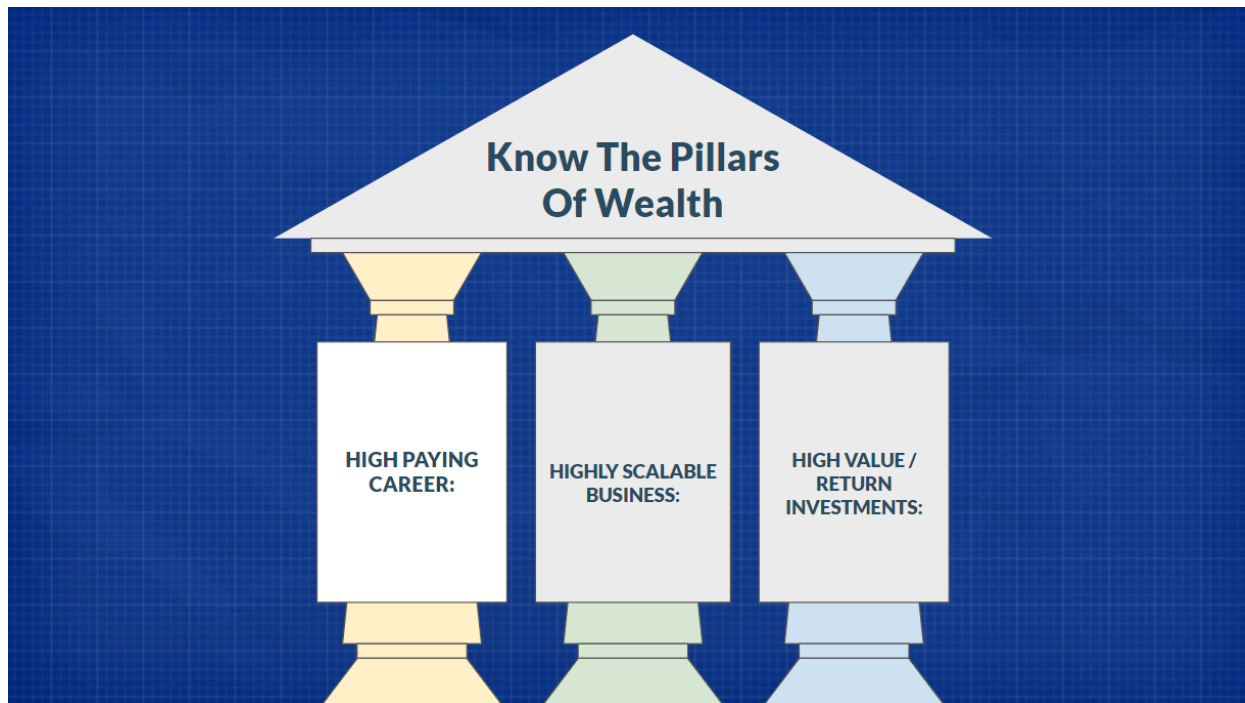 Know The Pillars
Of Wealth
HIGH PAYING
CAREER:
HIGHLY SCALABLE
BUSINESS:
HIGH VALUE /
RETURN
INVESTMENTS: